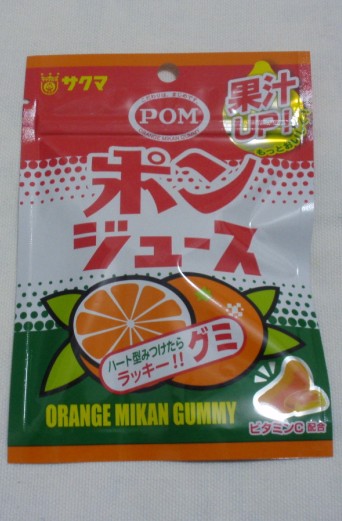 サクマ
POM
果汁
UP!
ポン
ジュース
ハート型みつけたら
ラッキー!!
グミ
ORANGE MIKAN GUMMY
ビタミンC配合